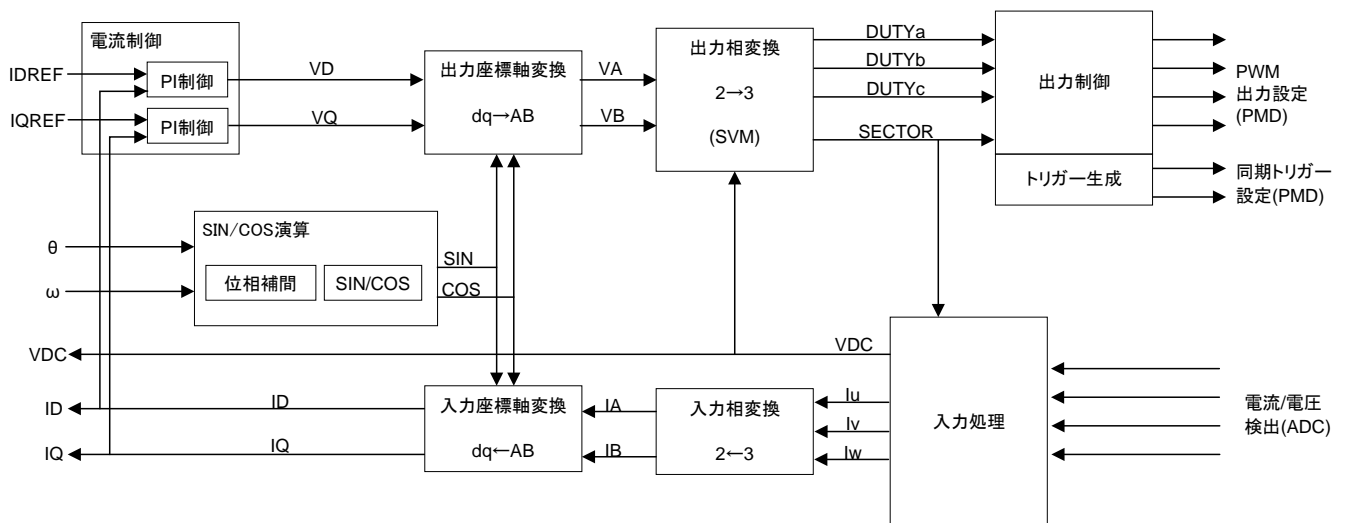 電流制御
IDREF
PI制御
VD
IQREF
PI制御
VQ
出力座標軸変換
dq→AB
VA
VB
出力相変換
2→3
(SVM)
DUTYa
DUTYb
DUTYc
SECTOR
出力制御
トリガー生成
PWM
出力設定
(PMD)
同期トリガー
設定(PMD)
θ
ω
SIN/COS演算
位相補間
SIN/COS
SIN
COS
VDC
VDC
ID
ID
IQ
IQ
入力座標軸変換
dq←AB
IA
IB
入力相変換
2←3
Iu
Iv
Iw
入力処理
電流/電圧
検出(ADC)